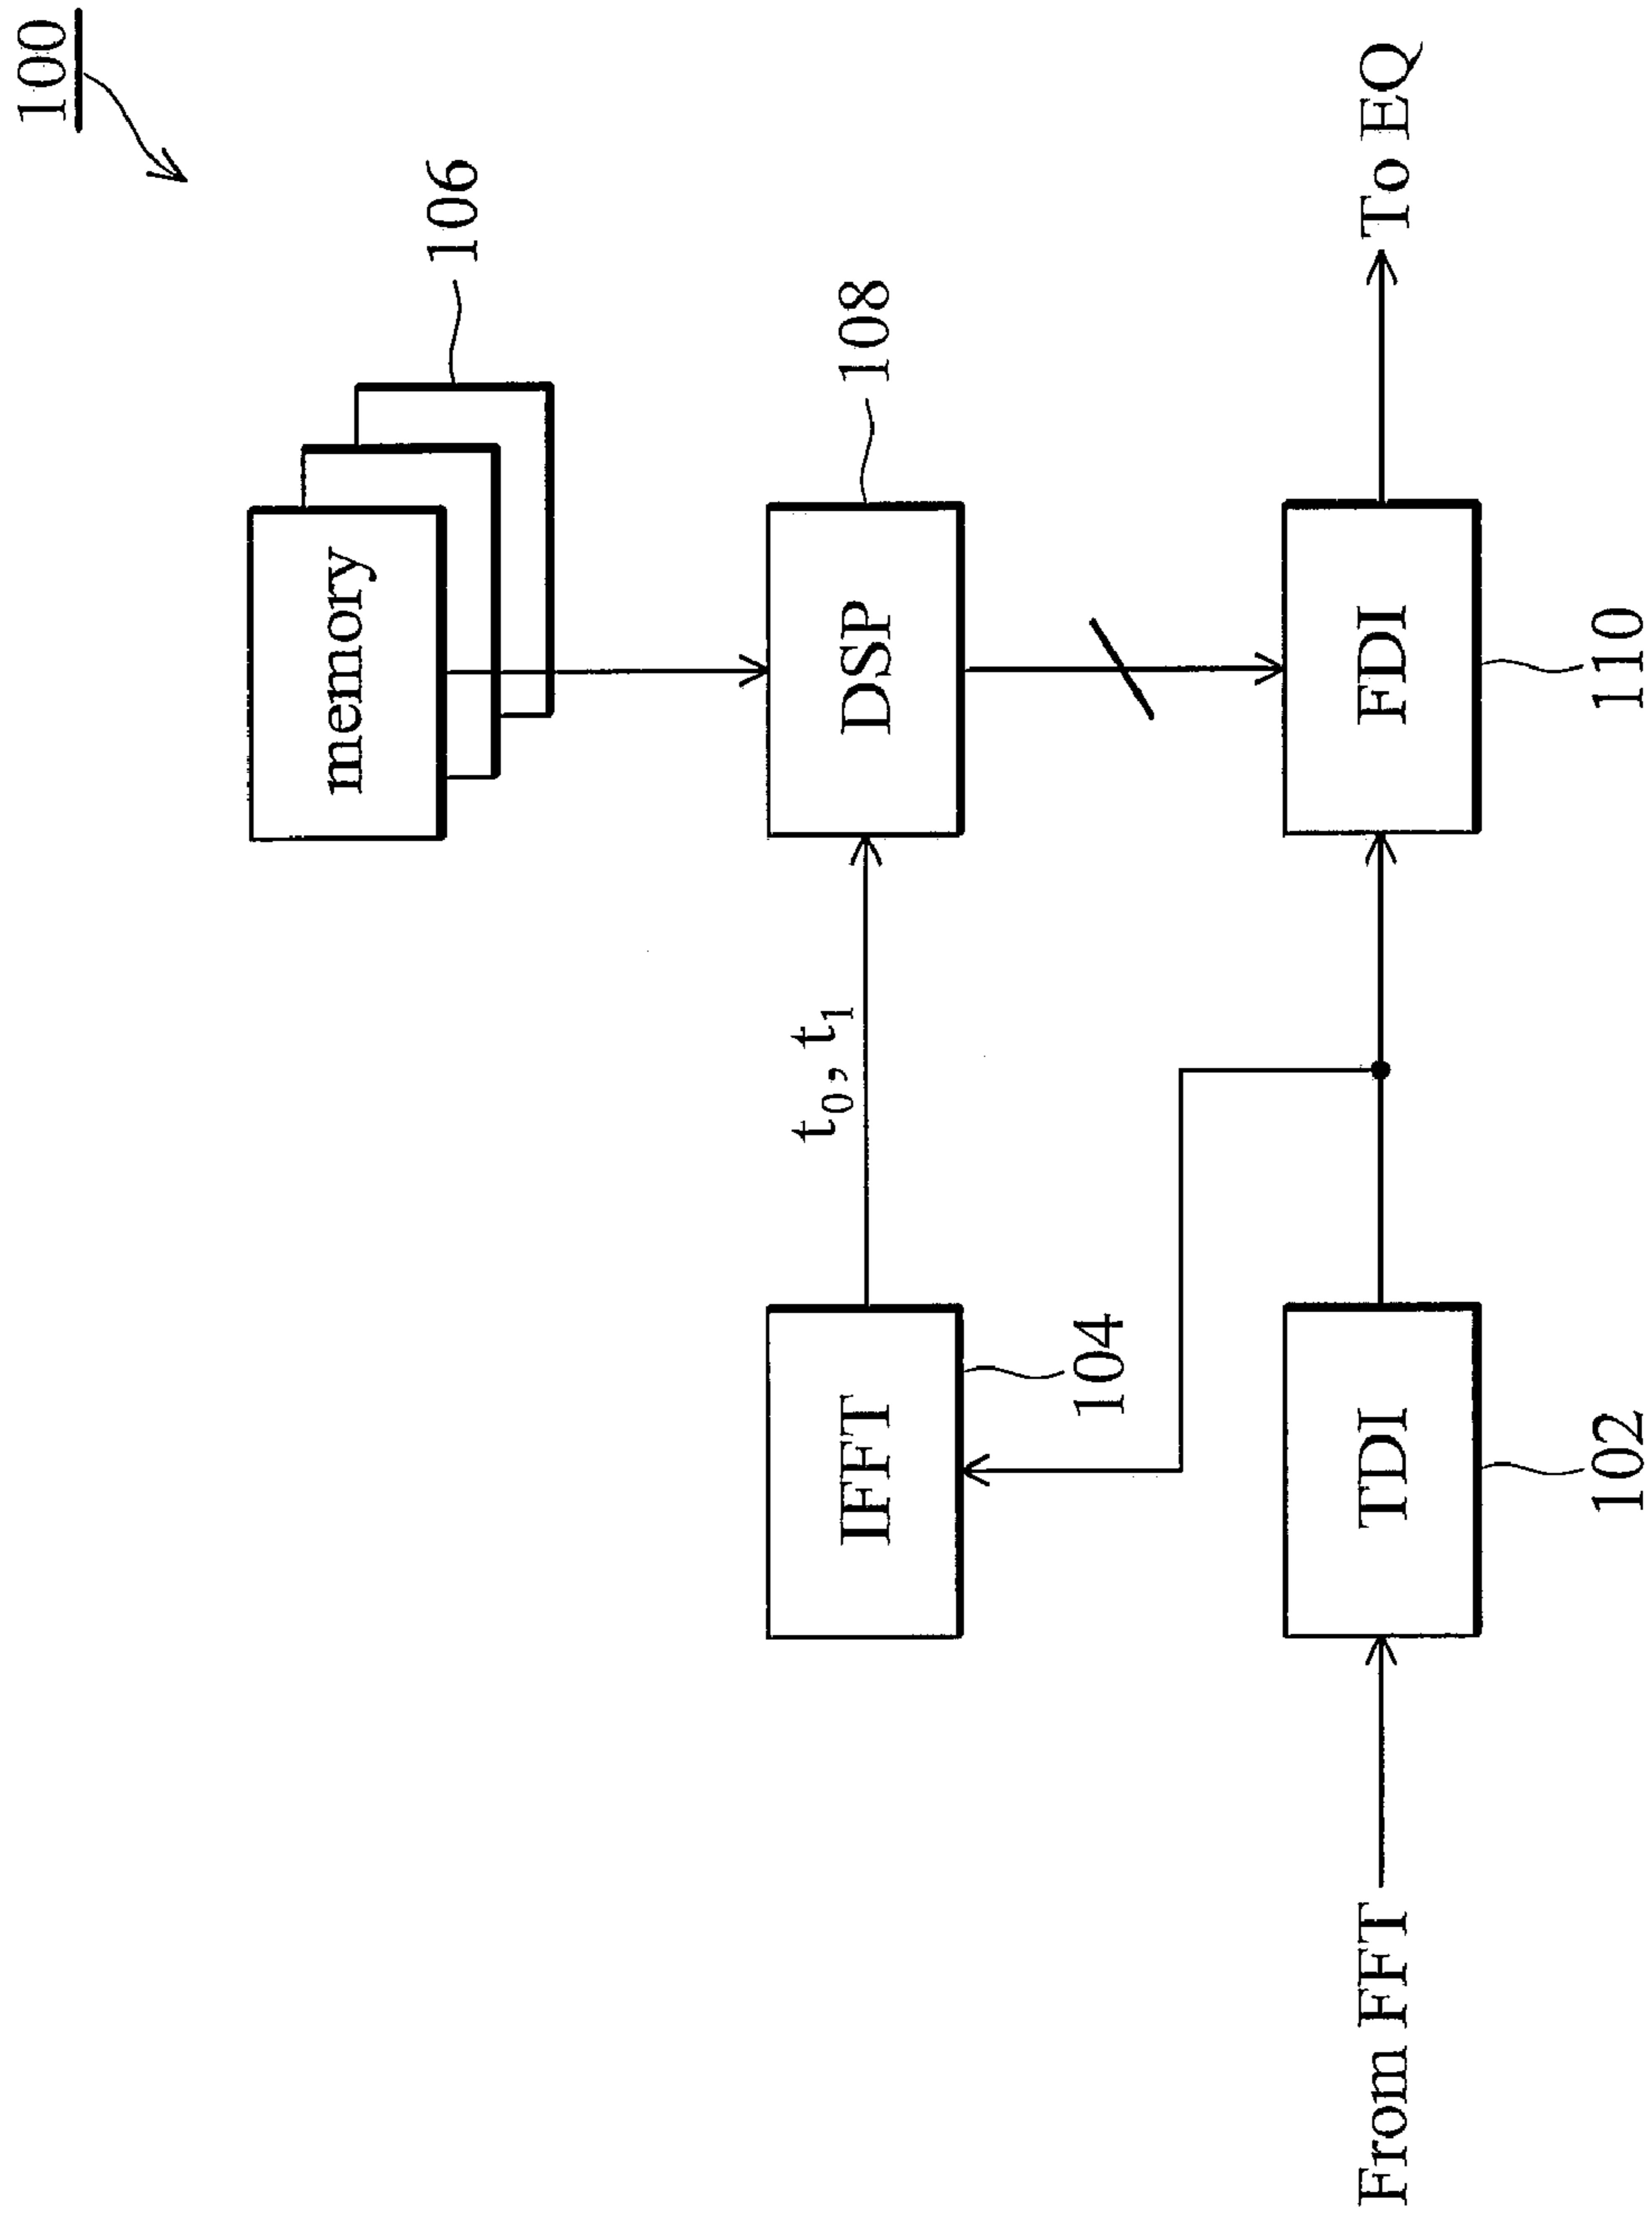 100
memory
106
t0, t1
IFFT
104
DSP
108
From FFT
TDI
102
FDI
110
To EQ